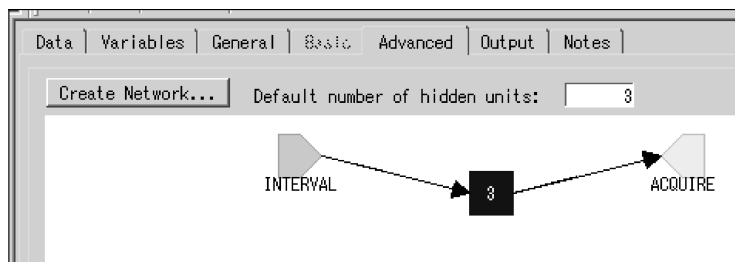 Data Variables General Basic Advanced Output Notes
Create Network... Default number of hidden units: 3
INTERVAL 3 ACQUIRE